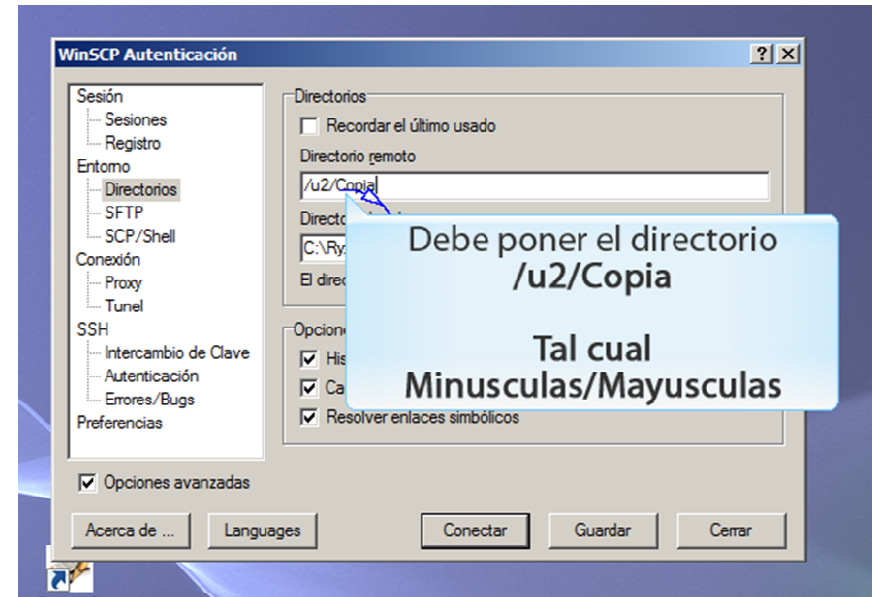 WinSCP Autenticación
Sesión
Sesiones
Registro
Entorno
Directorios
SFTP
SCP/Shell
Conexión
Proxy
Tunel
SSH
Intercambio de Clave
Autenticación
Errores/Bugs
Preferencias
Opciones avanzadas
Directorios
Recordar el último usado
Directorio remoto
/u2/Copia
Debe poner el directorio
/u2/Copia
Tal cual
Minusculas/Mayusculas
Resolver enlaces simbólicos
Acerca de ...
Languages
Conectar
Guardar
Cerrar